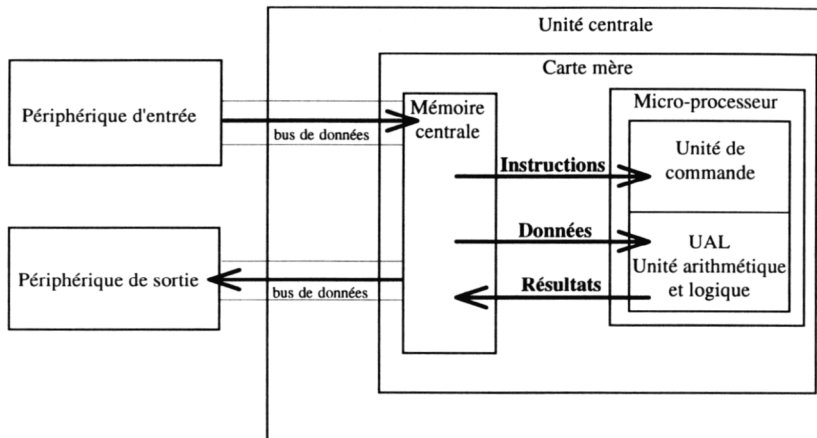 Unité centrale
Carte mère
Périphérique d'entrée
bus de données
Mémoire
centrale
Micro-processeur
Unité de
commande
Instructions
Données
UAL
Unité arithmétique
et logique
Résultats
Périphérique de sortie
bus de données